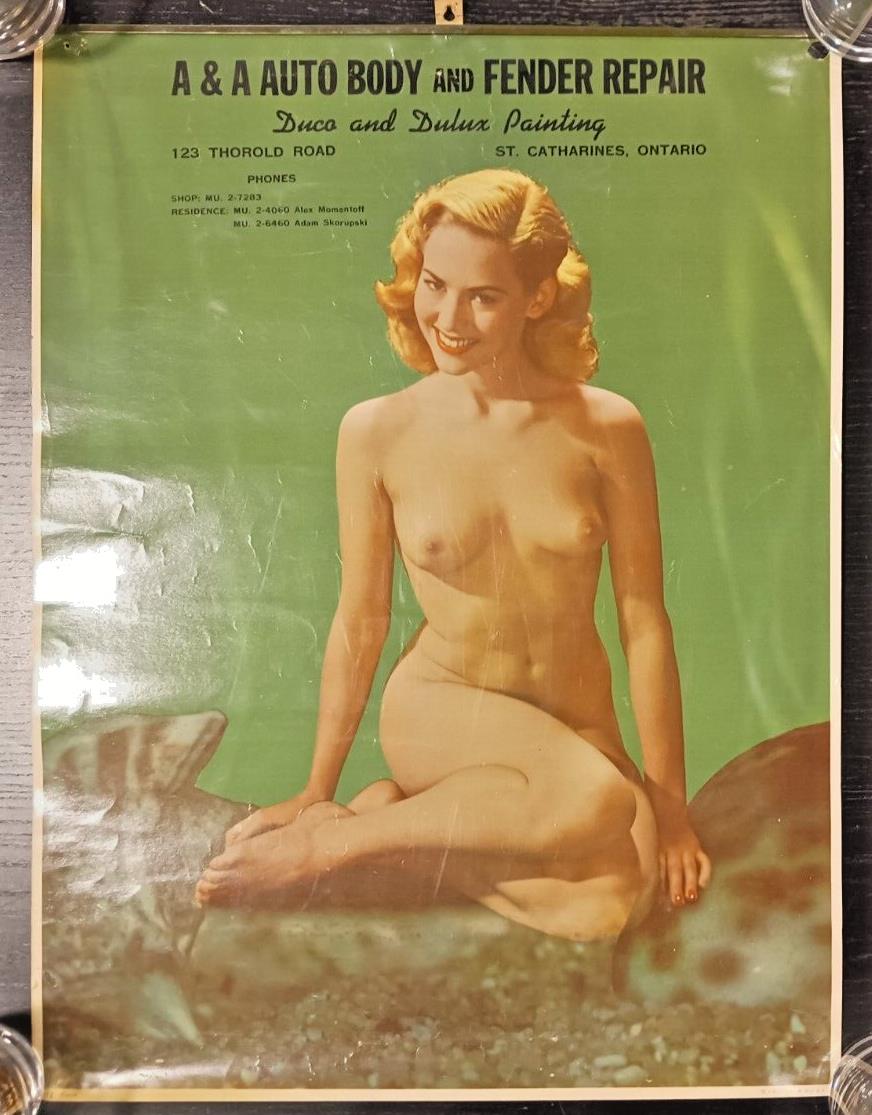 A & A AUTO BODY AND FENDER REPAIR
Duco and Dulux Painting
123 THOROLD ROAD ST. CATHARINES, ONTARIO
PHONES
SHOP: MU. 2-7283
RESIDENCE: MU. 2-4060 Alex Momentoff
MU. 2-6460 Adam Skorupski